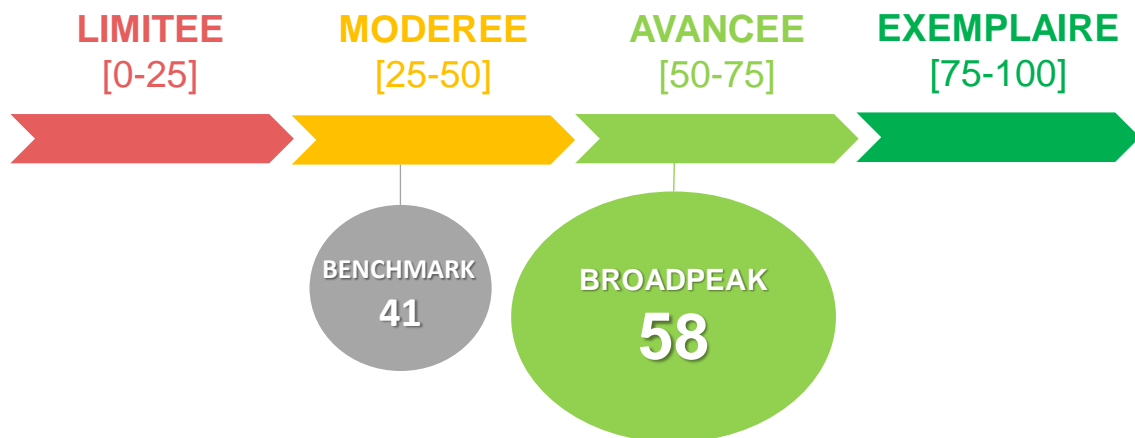 LIMITEE
[0-25]
MODEREE
[25-50]
AVANCEE
[50-75]
EXEMPLAIRE
[75-100]
BENCHMARK
41
BROADPEAK
58